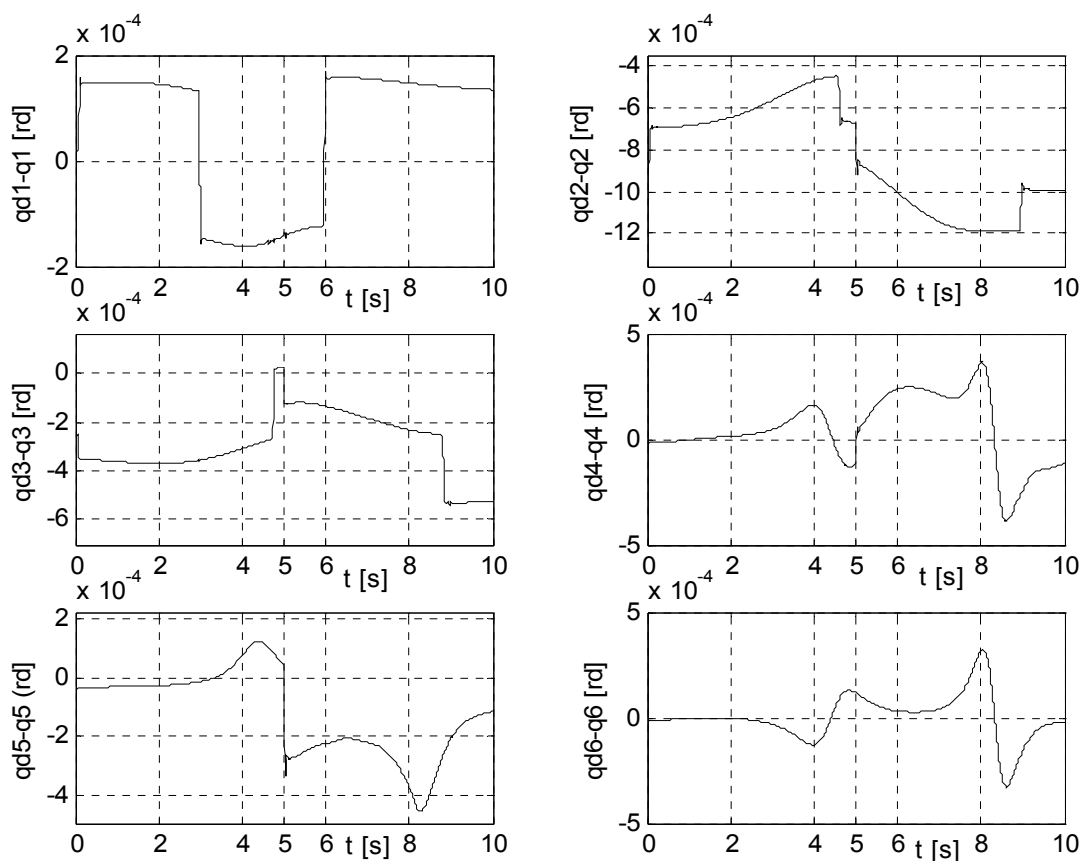 x 10^-4
2
0
-2
qd1-q1 [rd]
0 2 4 5 6 8 10
t [s]
x 10^-4
-4
-6
-8
-10
-12
qd2-q2 [rd]
0 2 4 5 6 8 10
t [s]
x 10^-4
0
-2
-4
-6
qd3-q3 [rd]
0 2 4 5 6 8 10
t [s]
x 10^-4
5
0
-5
qd4-q4 [rd]
0 2 4 5 6 8 10
t [s]
x 10^-4
2
0
-2
-4
qd5-q5 (rd]
0 2 4 5 6 8 10
t [s]
x 10^-4
5
0
-5
qd6-q6 [rd]
0 2 4 5 6 8 10
t [s]